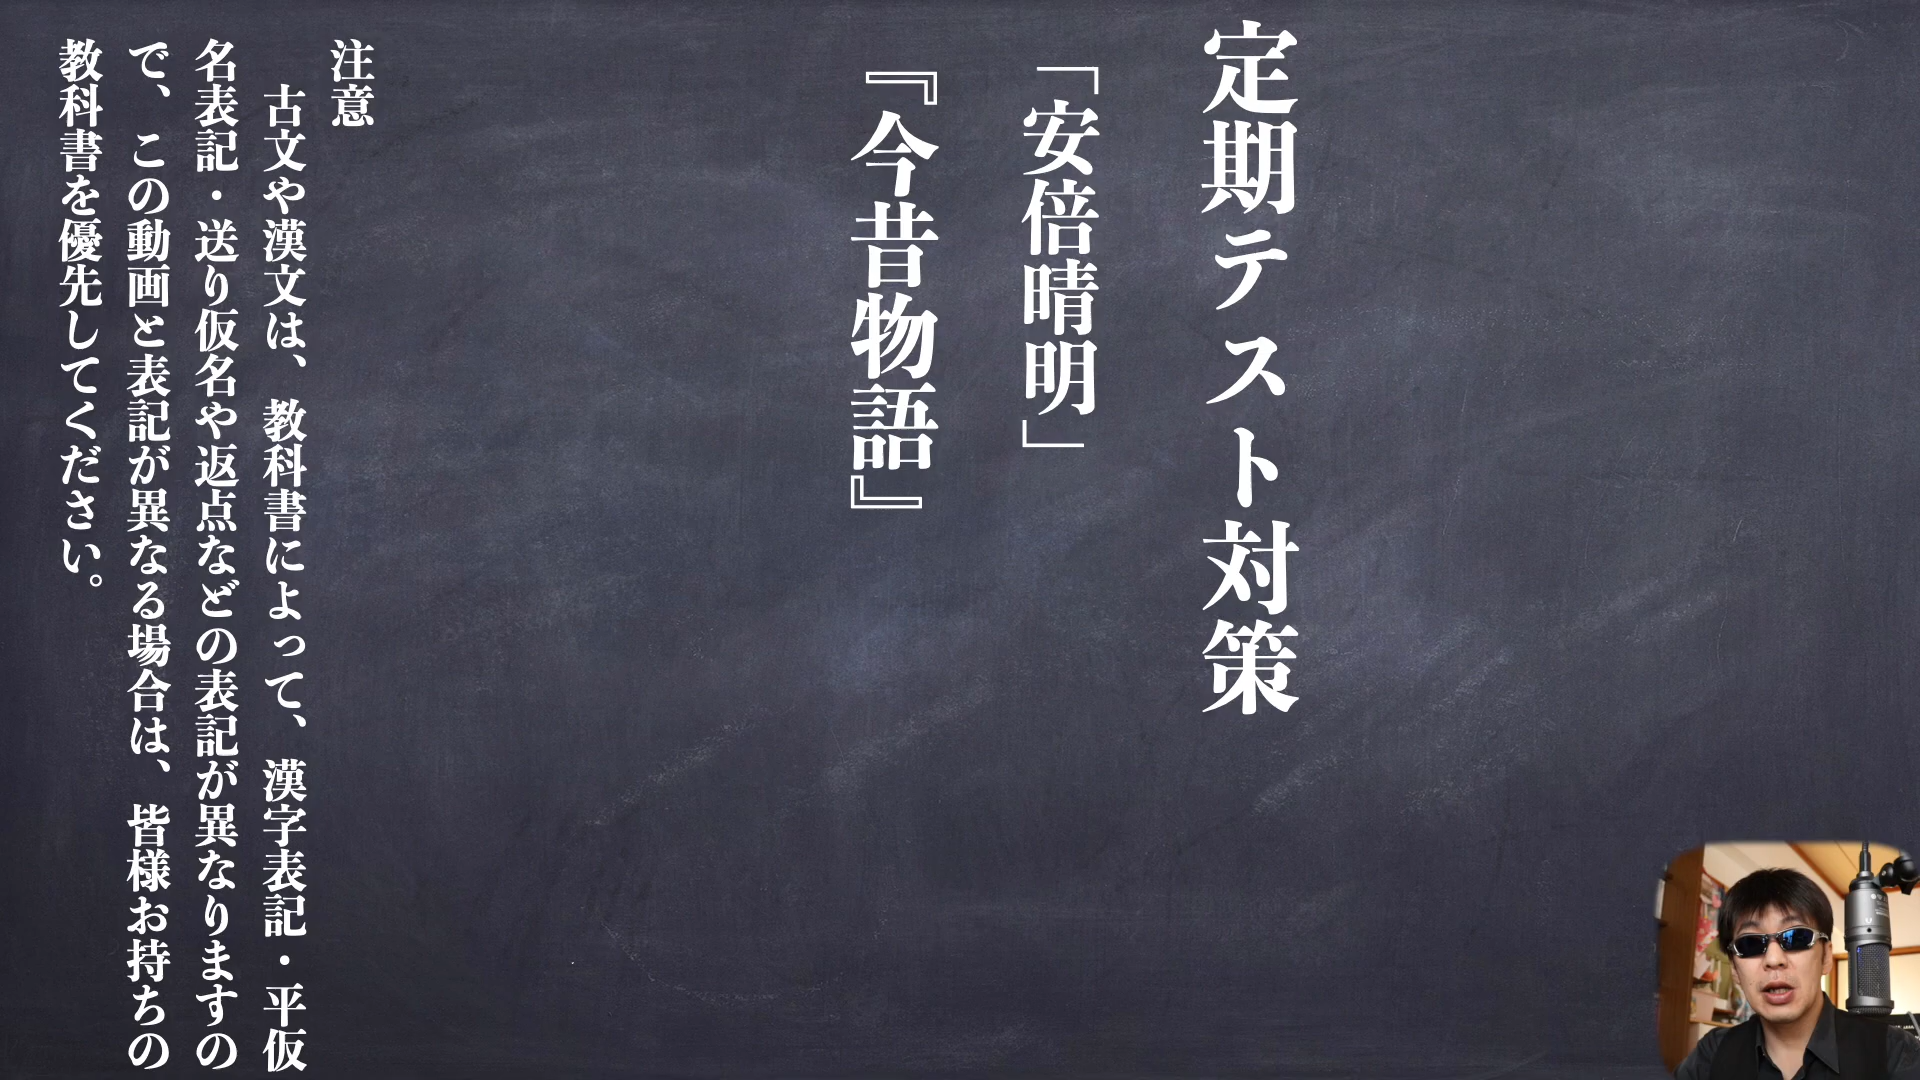 定期テスト対策
「安倍晴明」
『今昔物語』
注意
古文や漢文は、教科書によって、漢字表記・平仮
名表記・送り仮名や返点などの表記が異なりますの
で、この動画と表記が異なる場合は、皆様お持ちの
教科書を優先してください。